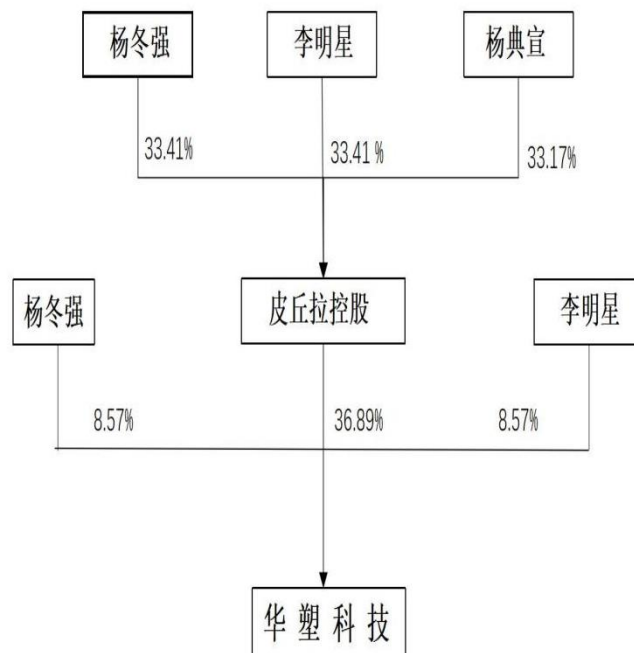 杨冬强 李明星 杨典宣
33.41% 33.41 % 33.17%
杨冬强 皮丘拉控股 李明星
8.57% 36.89% 8.57%
华 塑 科 技